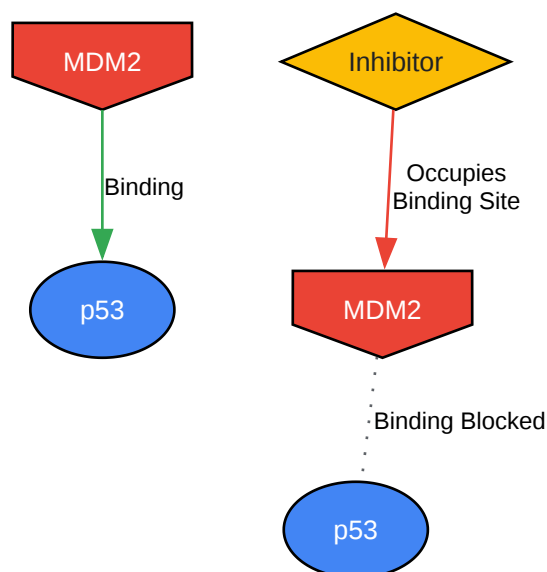 MDM2
Binding
p53
Inhibitor
Occupies
Binding Site
MDM2
Binding Blocked
p53